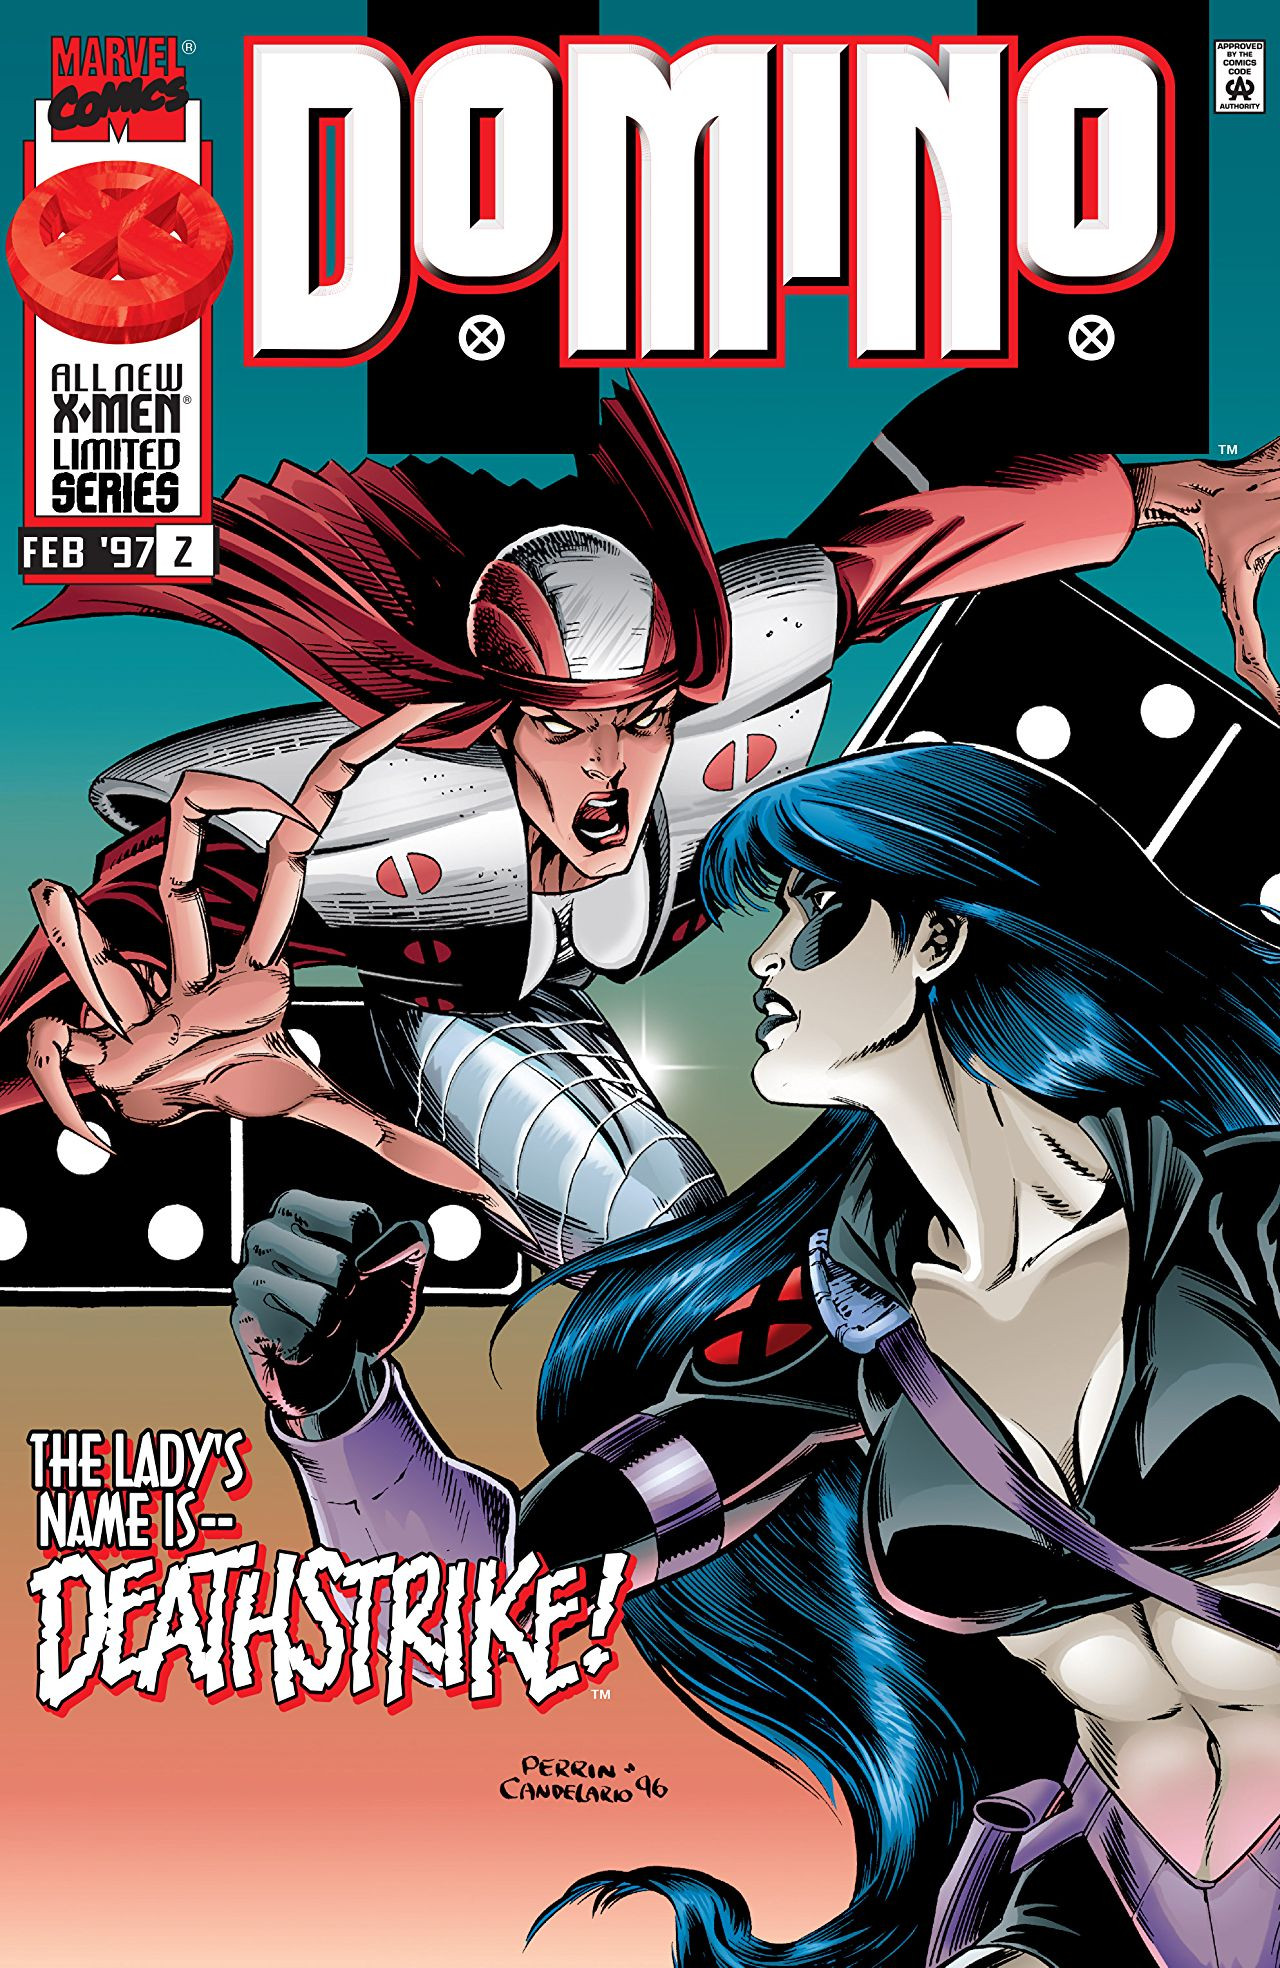 MARVEL®
COMICS
ALL NEW
X•MEN®
LIMITED
SERIES
FEB '97 2
DOMINO
™
APPROVED
BY THE
COMICS
CODE
CA
AUTHORITY
THE LADY'S
NAME IS--
DEATHSTRIKE!
™
PERRIN +
CANDELARIO 96